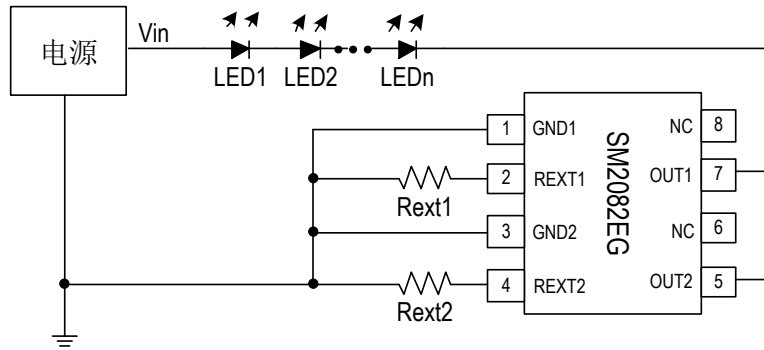 电源
Vin
LED1
LED2
LEDn
1
GND1
NC
8
Rext1
2
REXT1
OUT1
7
3
GND2
NC
6
Rext2
4
REXT2
OUT2
5
SM2082EG